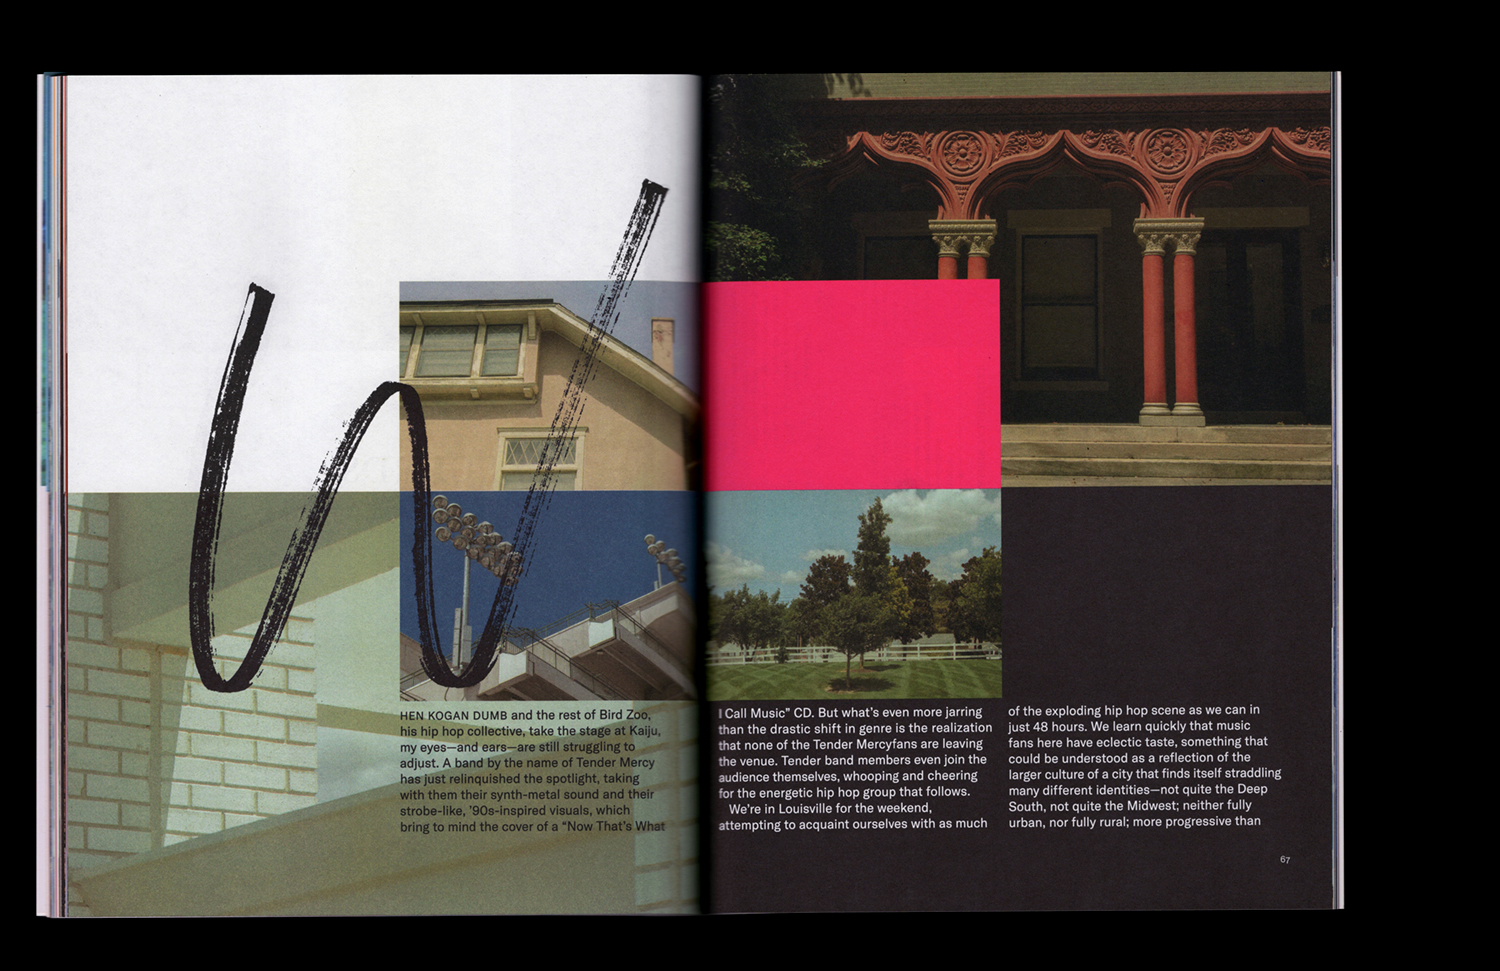 W
HEN KOGAN DUMB and the rest of Bird Zoo,
his hip hop collective, take the stage at Kaiju,
my eyes—and ears—are still struggling to
adjust. A band by the name of Tender Mercy
has just relinquished the spotlight, taking
with them their synth-metal sound and their
strobe-like, ’90s-inspired visuals, which
bring to mind the cover of a “Now That’s What
I Call Music” CD. But what’s even more jarring
than the drastic shift in genre is the realization
that none of the Tender Mercyfans are leaving
the venue. Tender band members even join the
audience themselves, whooping and cheering
for the energetic hip hop group that follows.
We’re in Louisville for the weekend,
attempting to acquaint ourselves with as much
of the exploding hip hop scene as we can in
just 48 hours. We learn quickly that music
fans here have eclectic taste, something that
could be understood as a reflection of the
larger culture of a city that finds itself straddling
many different identities—not quite the Deep
South, not quite the Midwest; neither fully
urban, nor fully rural; more progressive than
67